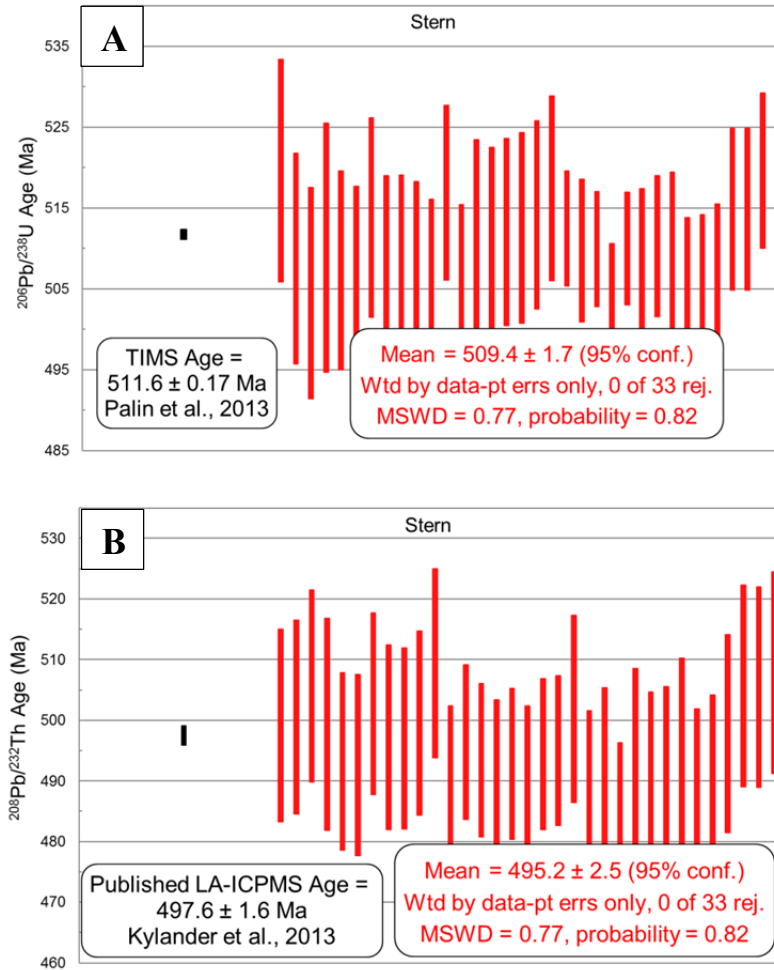 A
Stern
535
525
515
505
495
485
²⁰⁶Pb/²³⁸U Age (Ma)
TIMS Age =
511.6 ± 0.17 Ma
Palin et al., 2013
Mean = 509.4 ± 1.7 (95% conf.)
Wtd by data-pt errs only, 0 of 33 rej.
MSWD = 0.77, probability = 0.82
B
Stern
530
520
510
500
490
480
470
460
²⁰⁸Pb/²³²Th Age (Ma)
Published LA-ICPMS Age =
497.6 ± 1.6 Ma
Kylander et al., 2013
Mean = 495.2 ± 2.5 (95% conf.)
Wtd by data-pt errs only, 0 of 33 rej.
MSWD = 0.77, probability = 0.82